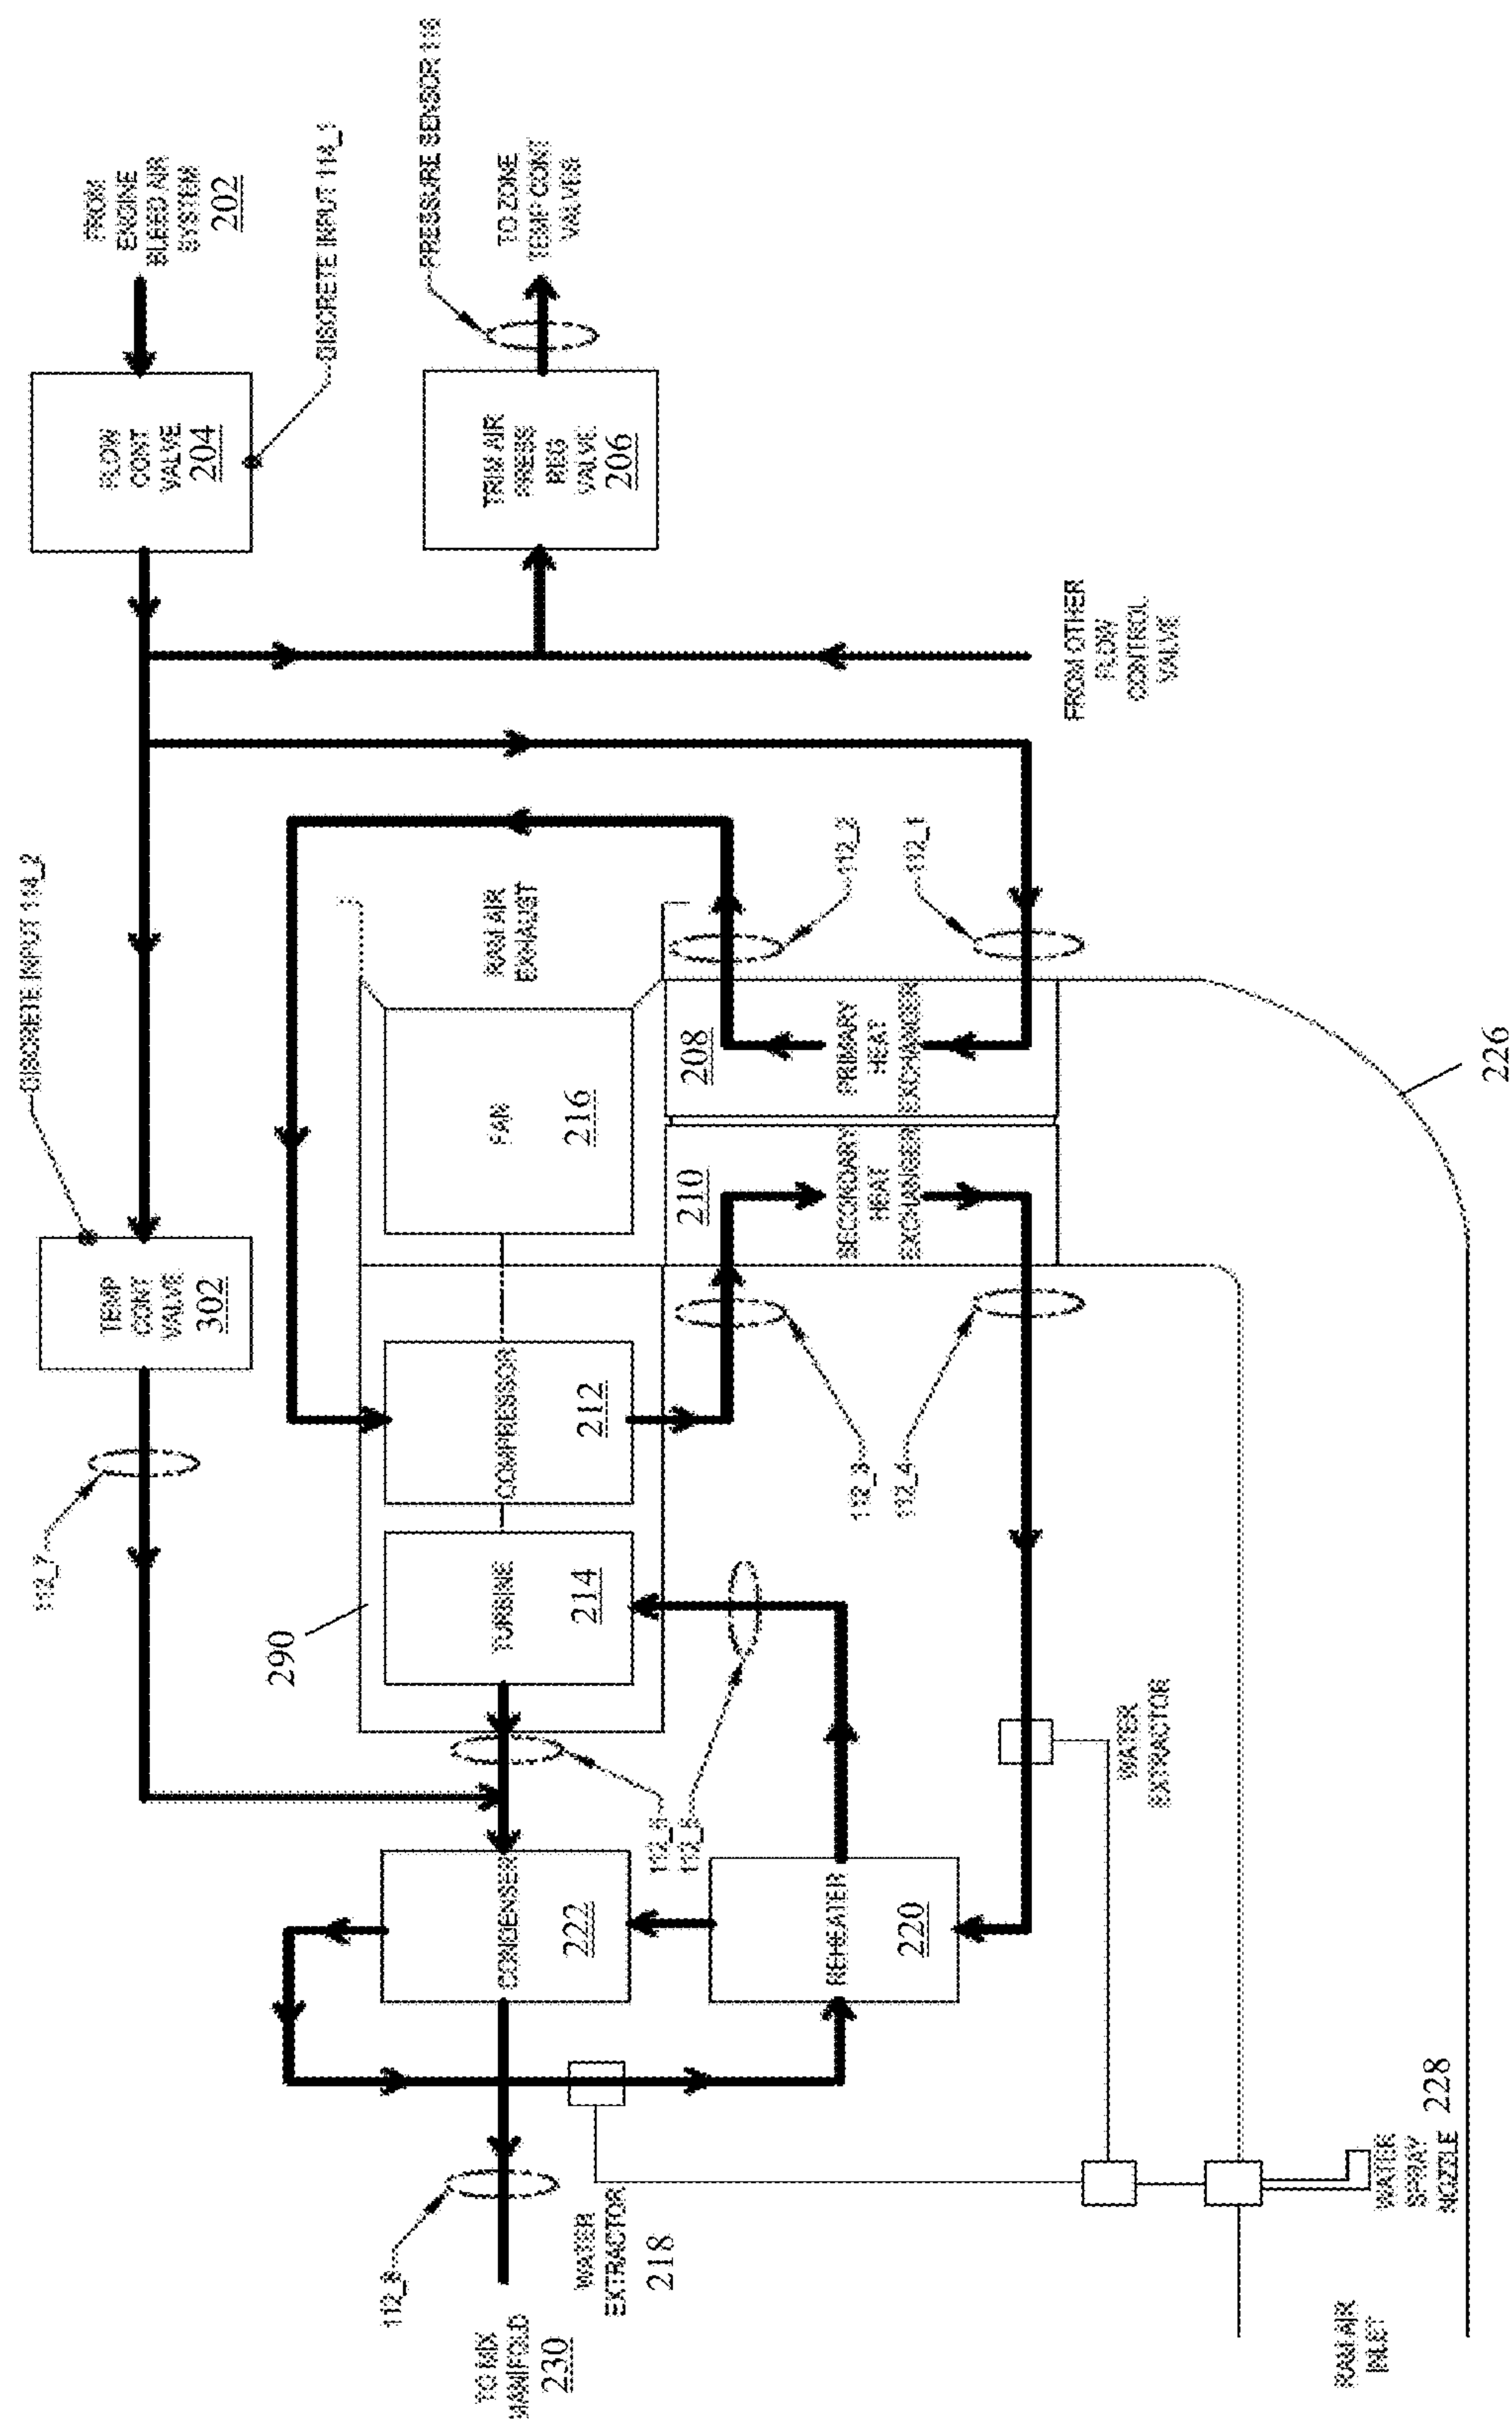 FROM
ENGINE
BLEED AIR
SYSTEM
202
DISCRETE INPUT 114_1
PRESSURE SENSOR 116
TO ZONE
TEMP CONT
VALVES
FLOW
CONT
VALVE
204
TRIM AIR
PRESS
REG
VALVE
206
FROM OTHER
FLOW
CONTROL
VALVE
DISCRETE INPUT 114_2
RAM AIR
EXHAUST
112_2
112_1
FAN
216
208
PRIMARY
HEAT
EXCHANGER
210
SECONDARY
HEAT
EXCHANGER
226
TEMP
CONT
VALVE
302
COMPRESSOR
212
112_3
112_4
112_7
290
TURBINE
214
112_6
112_5
WATER
EXTRACTOR
CONDENSER
222
REHEATER
220
112_8
WATER
EXTRACTOR
218
WATER
SPRAY
NOZZLE 228
TO MIX
MANIFOLD
230
RAM AIR
INLET